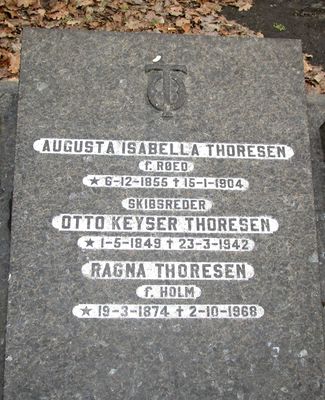 AUGUSTA ISABELLA THORESEN
f. RØED
★ 6-12-1855 † 15-1-1904
SKIBSREDER
OTTO KEYSER THORESEN
★ 1-5-1849 † 23-3-1942
RAGNA THORESEN
f. HOLM
★ 19-3-1874 † 2-10-1968